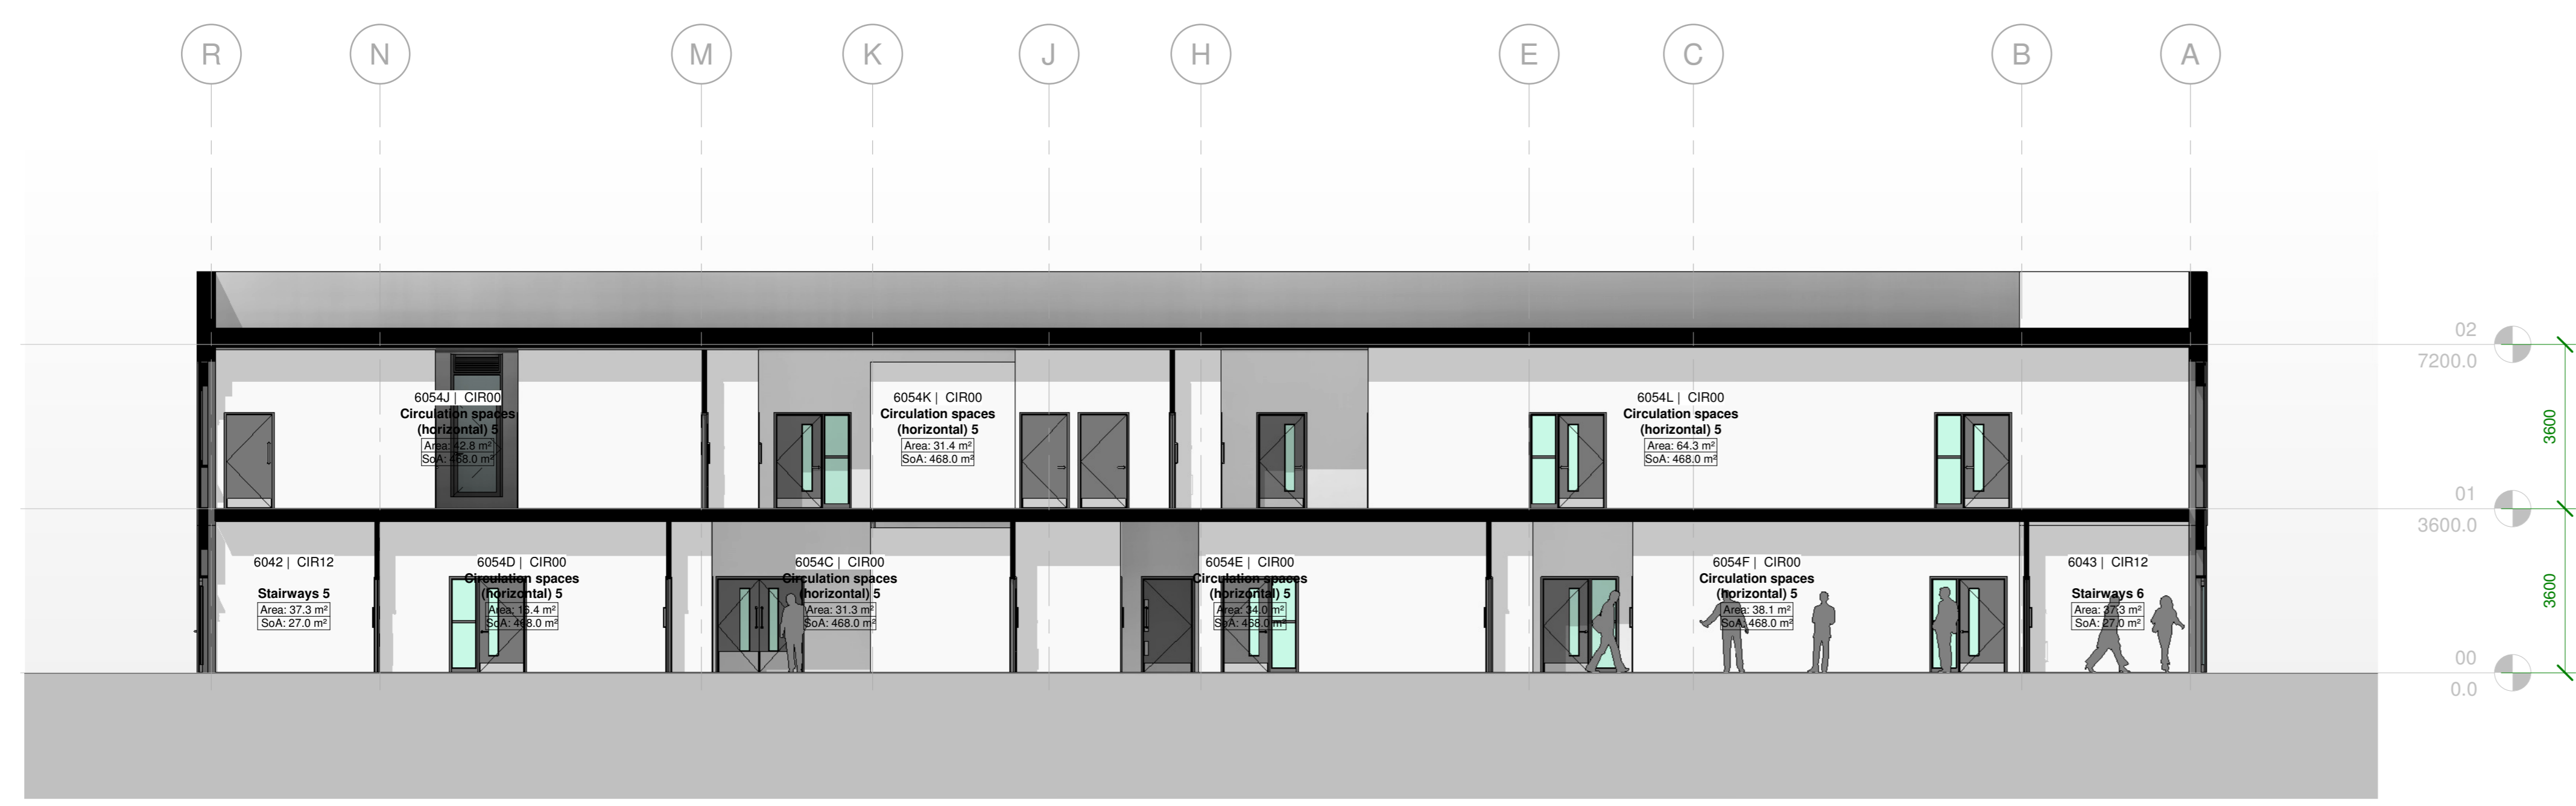 R N M K J H E C B A
02
7200.0
6054J | CIR00
Circulation spaces
(horizontal) 5
Area: 42.8 m²
SoA: 468.0 m²
6054K | CIR00
Circulation spaces
(horizontal) 5
Area: 31.4 m²
SoA: 468.0 m²
6054L | CIR00
Circulation spaces
(horizontal) 5
Area: 64.3 m²
SoA: 468.0 m²
3600
01
3600.0
6042 | CIR12
Stairways 5
Area: 37.3 m²
SoA: 27.0 m²
6054D | CIR00
Circulation spaces
(horizontal) 5
Area: 16.4 m²
SoA: 468.0 m²
6054C | CIR00
Circulation spaces
(horizontal) 5
Area: 31.3 m²
SoA: 468.0 m²
6054E | CIR00
Circulation spaces
(horizontal) 5
Area: 34.0 m²
SoA: 468.0 m²
6054F | CIR00
Circulation spaces
(horizontal) 5
Area: 38.1 m²
SoA: 468.0 m²
6043 | CIR12
Stairways 6
Area: 37.3 m²
SoA: 27.0 m²
3600
00
0.0